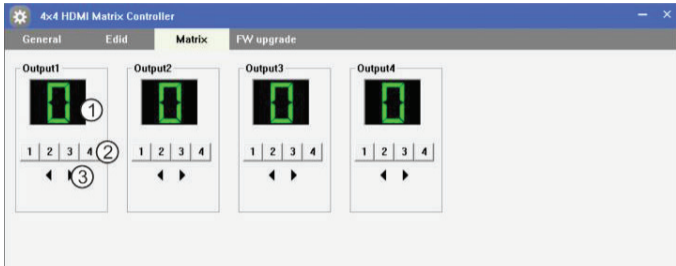 4x4 HDMI Matrix Controller
General Edid Matrix FW upgrade
Output1 Output2 Output3 Output4
0 1 0 0 0
1 2 3 4 2 1 2 3 4 1 2 3 4 1 2 3 4
3